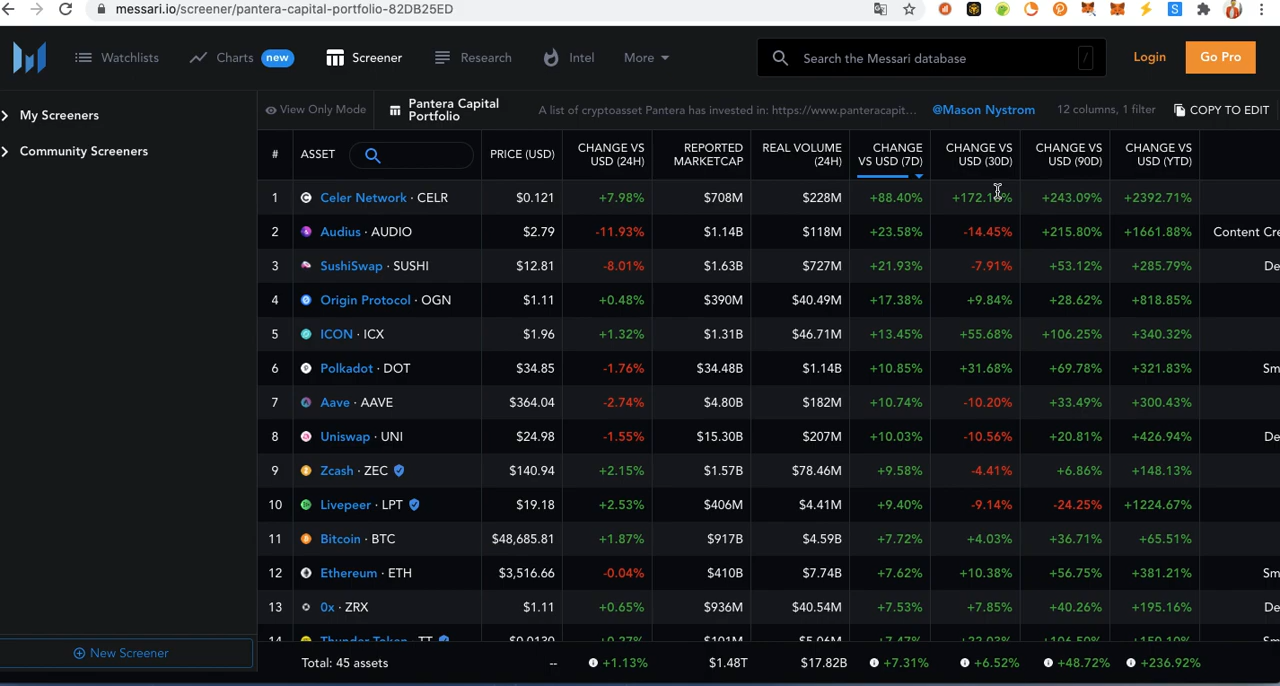 messari.io/screener/pantera-capital-portfolio-82DB25ED
Watchlists Charts new Screener Research Intel More Search the Messari database / Login Go Pro
My Screeners
Community Screeners
View Only Mode Pantera Capital Portfolio A list of cryptoasset Pantera has invested in: https://www.panteracapit... @Mason Nystrom 12 columns, 1 filter COPY TO EDIT
# ASSET PRICE (USD) CHANGE VS USD (24H) REPORTED MARKETCAP REAL VOLUME (24H) CHANGE VS USD (7D) CHANGE VS USD (30D) CHANGE VS USD (90D) CHANGE VS USD (YTD)
1 Celer Network · CELR $0.121 +7.98% $708M $228M +88.40% +243.09% +2392.71%
2 Audius · AUDIO $2.79 -11.93% $1.14B $118M +23.58% -14.45% +215.80% +1661.88% Content Cre
3 SushiSwap · SUSHI $12.81 -8.01% $1.63B $727M +21.93% -7.91% +53.12% +285.79% De
4 Origin Protocol · OGN $1.11 +0.48% $390M $40.49M +17.38% +9.84% +28.62% +818.85%
5 ICON · ICX $1.96 +1.32% $1.31B $46.71M +13.45% +55.68% +106.25% +340.32%
6 Polkadot · DOT $34.85 -1.76% $34.48B $1.14B +10.85% +31.68% +69.78% +321.83% Sm
7 Aave · AAVE $364.04 -2.74% $4.80B $182M +10.74% -10.20% +33.49% +300.43%
8 Uniswap · UNI $24.98 -1.55% $15.30B $207M +10.03% -10.56% +20.81% +426.94% De
9 Zcash · ZEC $140.94 +2.15% $1.57B $78.46M +9.58% -4.41% +6.86% +148.13%
10 Livepeer · LPT $19.18 +2.53% $406M $4.41M +9.40% -9.14% -24.25% +1224.67%
11 Bitcoin · BTC $48,685.81 +1.87% $917B $4.59B +7.72% +4.03% +36.71% +65.51%
12 Ethereum · ETH $3,516.66 -0.04% $410B $7.74B +7.62% +10.38% +56.75% +381.21% Sm
13 0x · ZRX $1.11 +0.65% $936M $40.54M +7.53% +7.85% +40.26% +195.16% De
14 Thunder Token · TT
New Screener
Total: 45 assets -- +1.13% $1.48T $17.82B +7.31% +6.52% +48.72% +236.92%